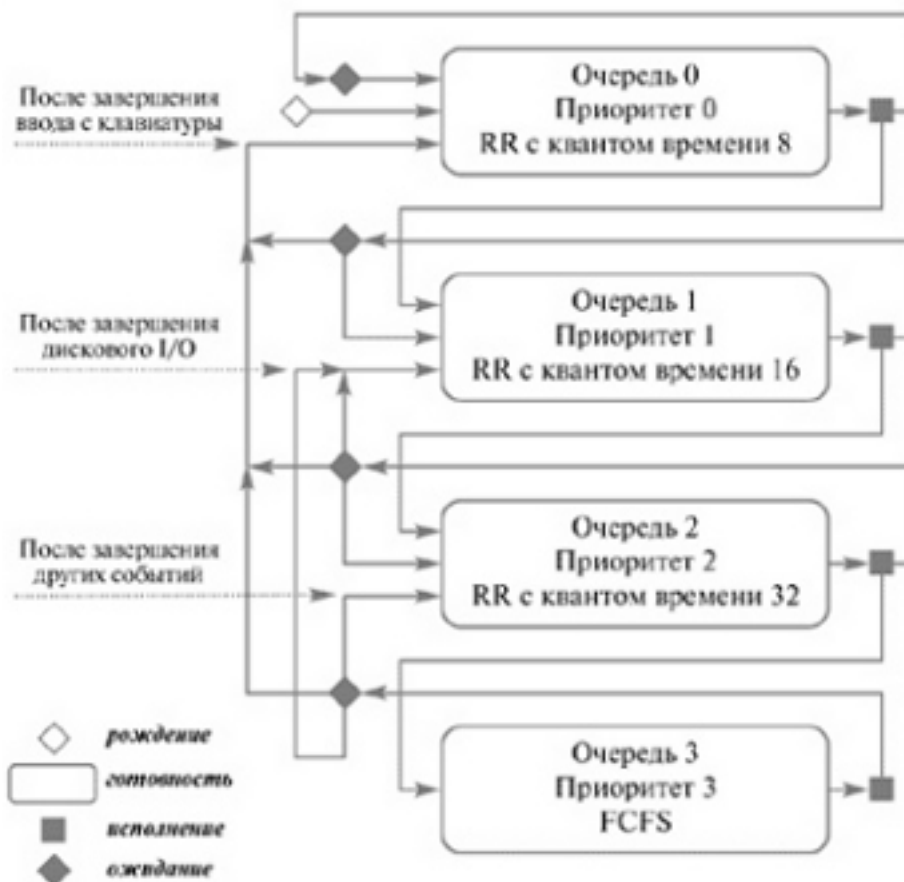 После завершения
ввода с клавиатуры
Очередь 0
Приоритет 0
RR с квантом времени 8
После завершения
дискового I/O
Очередь 1
Приоритет 1
RR с квантом времени 16
После завершения
других событий
Очередь 2
Приоритет 2
RR с квантом времени 32
Очередь 3
Приоритет 3
FCFS
рождение
готовность
исполнение
ожидание